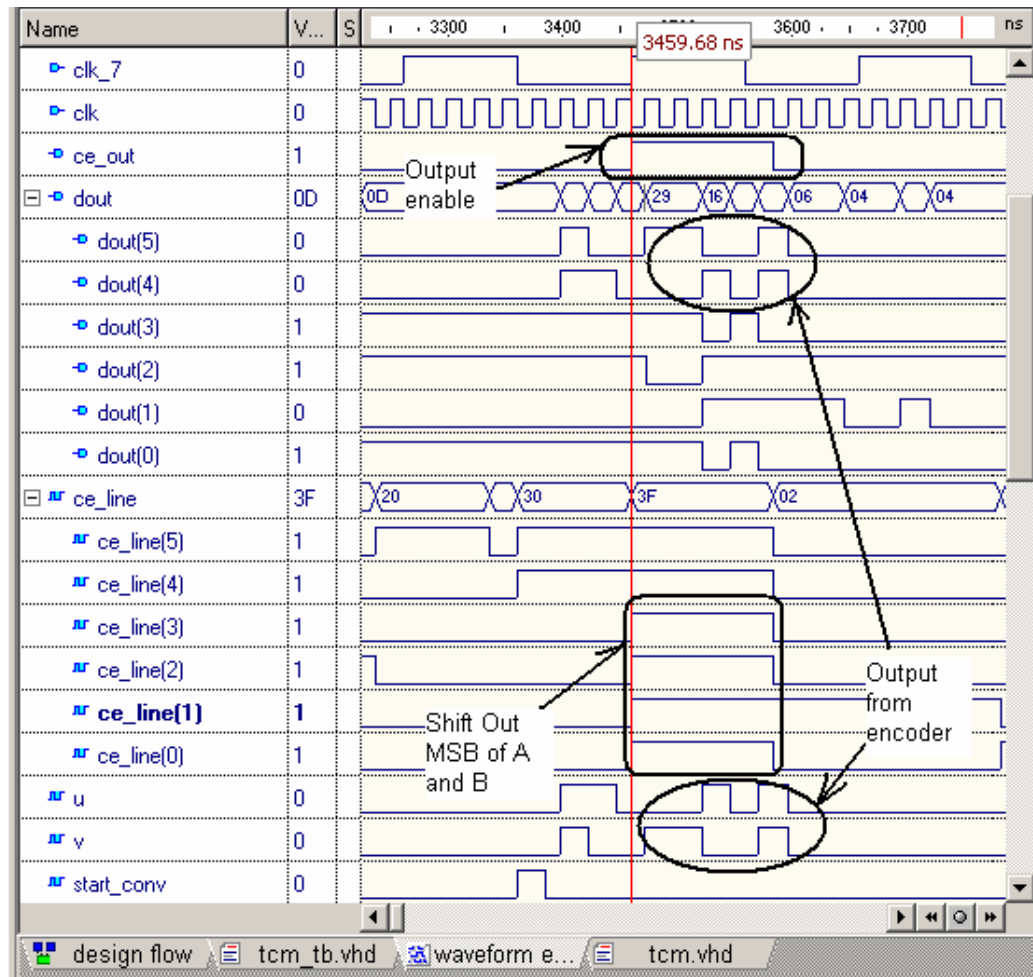 Name V... S 3300 3400 3600 3700 ns
3459.68 ns
clk_7 0
clk 0
ce_out 1
Output
enable
dout 0D 0D 29 16 06 04 04
dout(5) 0
dout(4) 0
dout(3) 1
dout(2) 1
dout(1) 0
dout(0) 1
ce_line 3F 20 30 3F 02
ce_line(5) 1
ce_line(4) 1
ce_line(3) 1
ce_line(2) 1
ce_line(1) 1
ce_line(0) 1
Shift Out
MSB of A
and B
Output
from
encoder
u 0
v 0
start_conv 0
design flow tcm_tb.vhd waveform e... tcm.vhd